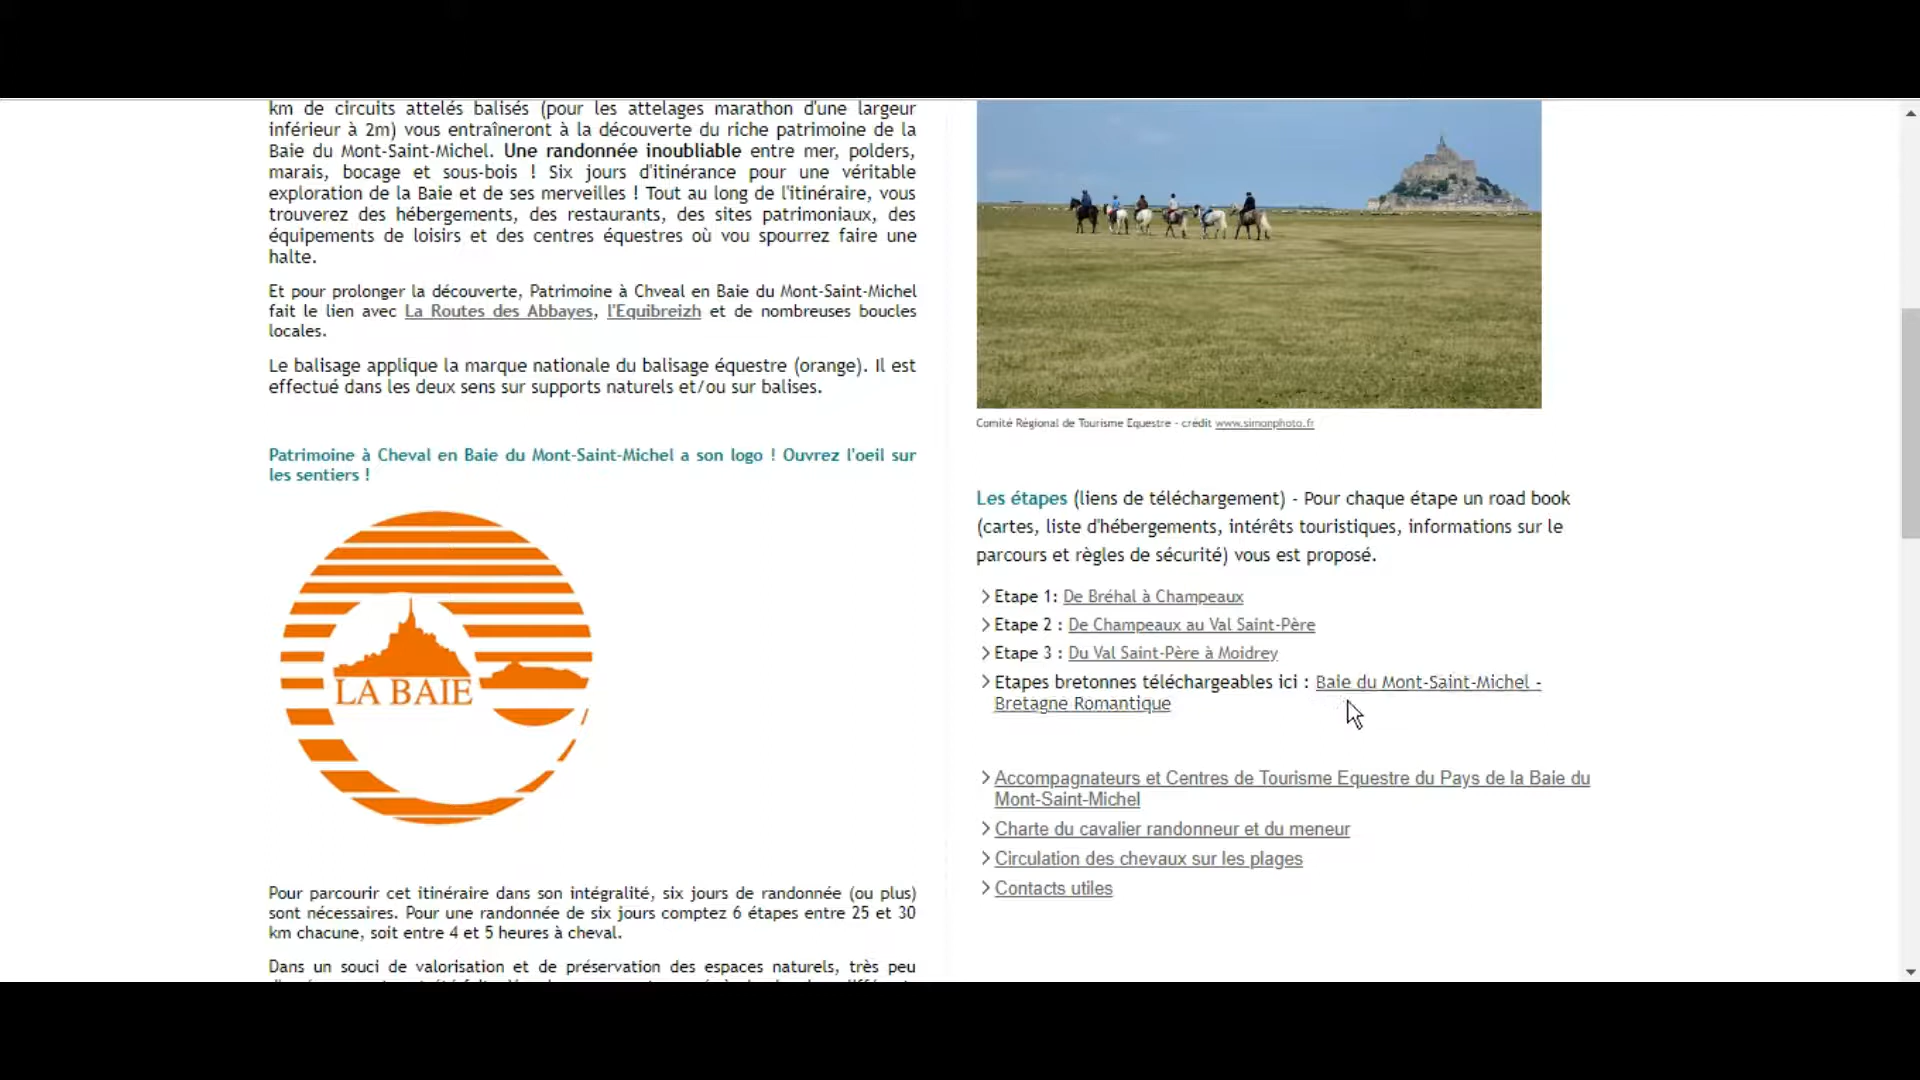 km de circuits attelés balisés (pour les attelages marathon d'une largeur
inférieur à 2m) vous entraîneront à la découverte du riche patrimoine de la
Baie du Mont-Saint-Michel. Une randonnée inoubliable entre mer, polders,
marais, bocage et sous-bois ! Six jours d'itinérance pour une véritable
exploration de la Baie et de ses merveilles ! Tout au long de l'itinéraire, vous
trouverez des hébergements, des restaurants, des sites patrimoniaux, des
équipements de loisirs et des centres équestres où vou spourrez faire une
halte.
Et pour prolonger la découverte, Patrimoine à Chveal en Baie du Mont-Saint-Michel
fait le lien avec La Routes des Abbayes, l'Equibreizh et de nombreuses boucles
locales.
Le balisage applique la marque nationale du balisage équestre (orange). Il est
effectué dans les deux sens sur supports naturels et/ou sur balises.
Patrimoine à Cheval en Baie du Mont-Saint-Michel a son logo ! Ouvrez l'oeil sur
les sentiers !
LA BAIE
Pour parcourir cet itinéraire dans son intégralité, six jours de randonnée (ou plus)
sont nécessaires. Pour une randonnée de six jours comptez 6 étapes entre 25 et 30
km chacune, soit entre 4 et 5 heures à cheval.
Dans un souci de valorisation et de préservation des espaces naturels, très peu
Comité Régional de Tourisme Equestre - crédit www.simonphoto.fr
Les étapes (liens de téléchargement) - Pour chaque étape un road book
(cartes, liste d'hébergements, intérêts touristiques, informations sur le
parcours et règles de sécurité) vous est proposé.
Etape 1: De Bréhal à Champeaux
Etape 2 : De Champeaux au Val Saint-Père
Etape 3 : Du Val Saint-Père à Moidrey
Etapes bretonnes téléchargeables ici : Baie du Mont-Saint-Michel -
Bretagne Romantique
Accompagnateurs et Centres de Tourisme Equestre du Pays de la Baie du
Mont-Saint-Michel
Charte du cavalier randonneur et du meneur
Circulation des chevaux sur les plages
Contacts utiles